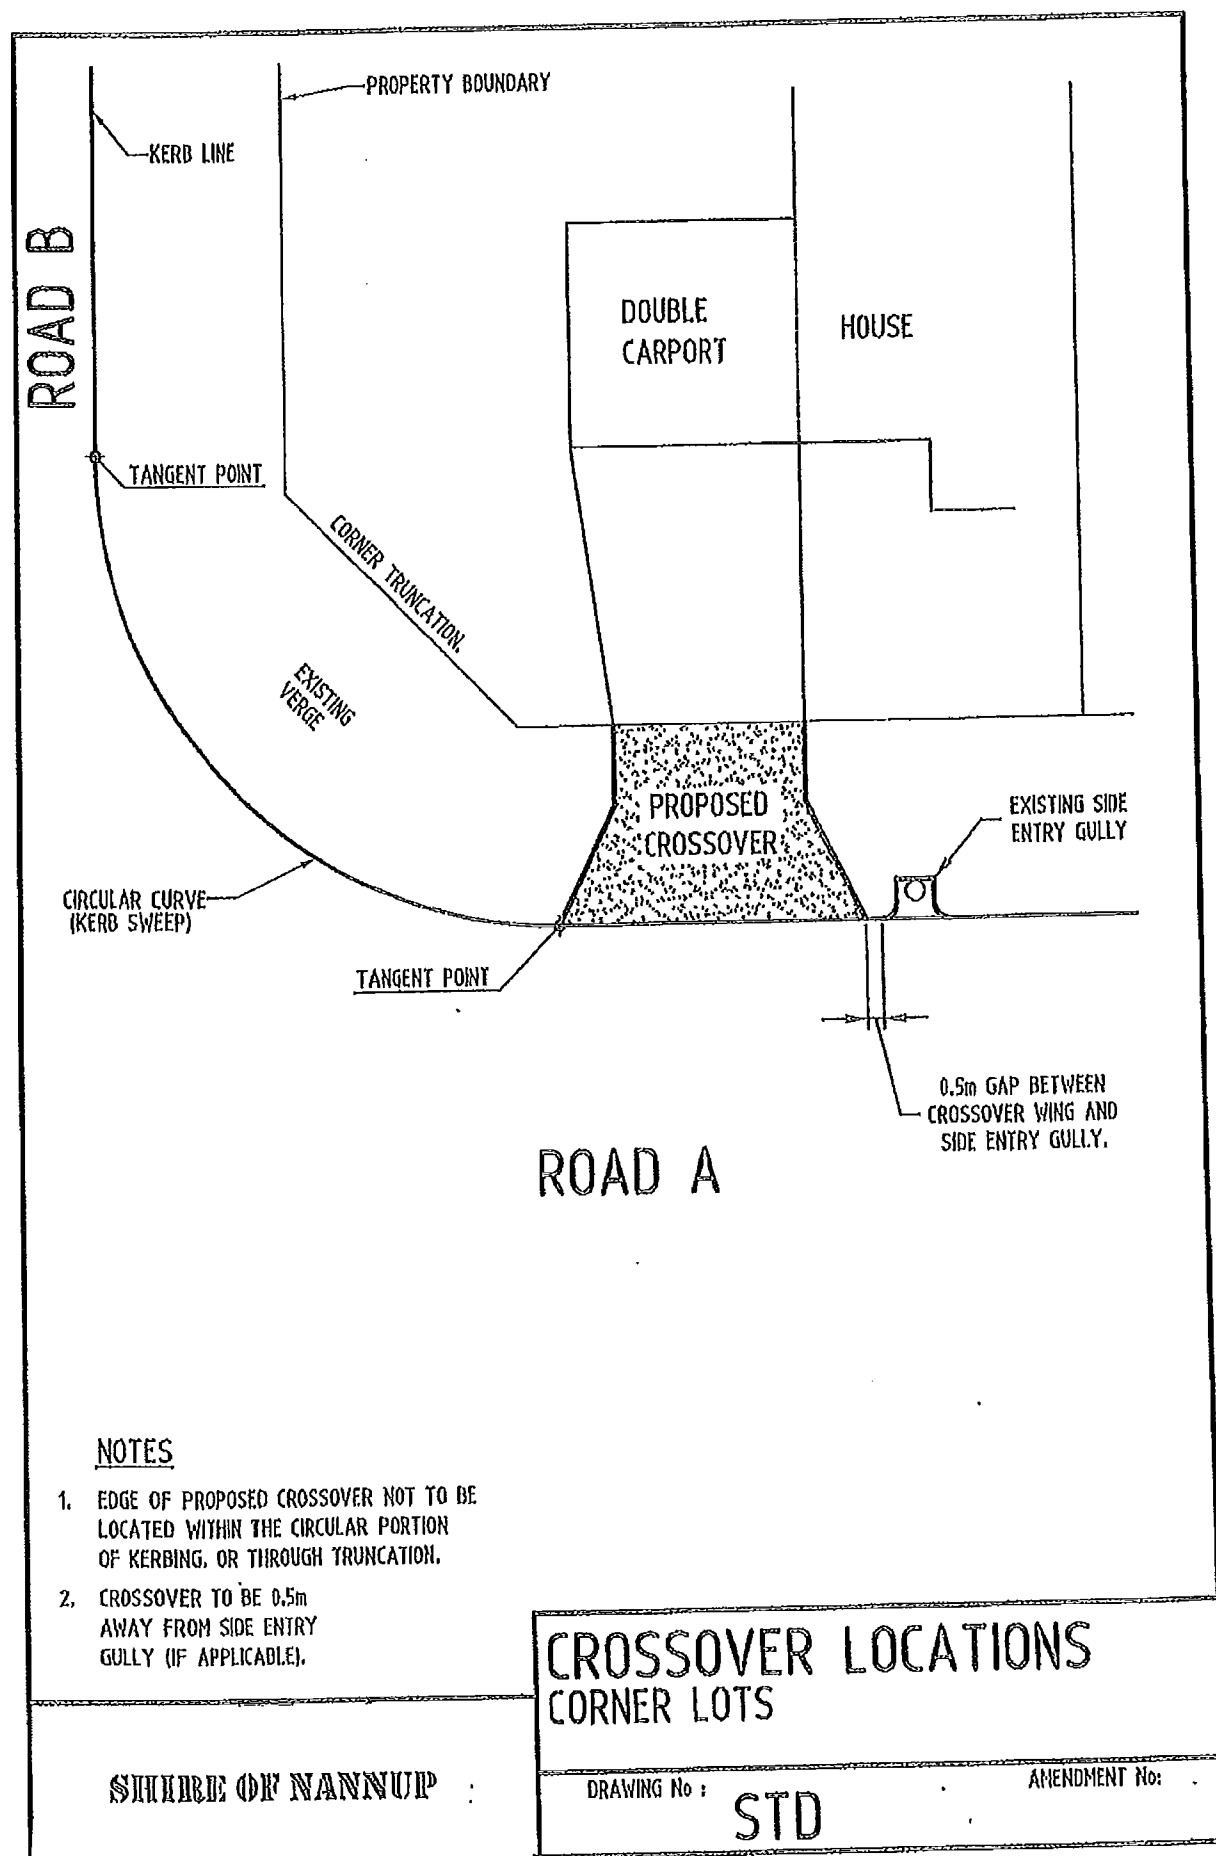 PROPERTY BOUNDARY
KERB LINE
ROAD B
DOUBLE
CARPORT
HOUSE
TANGENT POINT
CORNER TRUNCATION.
EXISTING
VERGE
PROPOSED
CROSSOVER
EXISTING SIDE
ENTRY GULLY
CIRCULAR CURVE
(KERB SWEEP)
TANGENT POINT
0.5m GAP BETWEEN
CROSSOVER WING AND
SIDE ENTRY GULLY.
ROAD A
NOTES
1. EDGE OF PROPOSED CROSSOVER NOT TO BE
LOCATED WITHIN THE CIRCULAR PORTION
OF KERBING, OR THROUGH TRUNCATION.
2. CROSSOVER TO BE 0.5m
AWAY FROM SIDE ENTRY
GULLY (IF APPLICABLE).
CROSSOVER LOCATIONS
CORNER LOTS
SHIRE OF NANNUP
DRAWING No :
STD
AMENDMENT No: